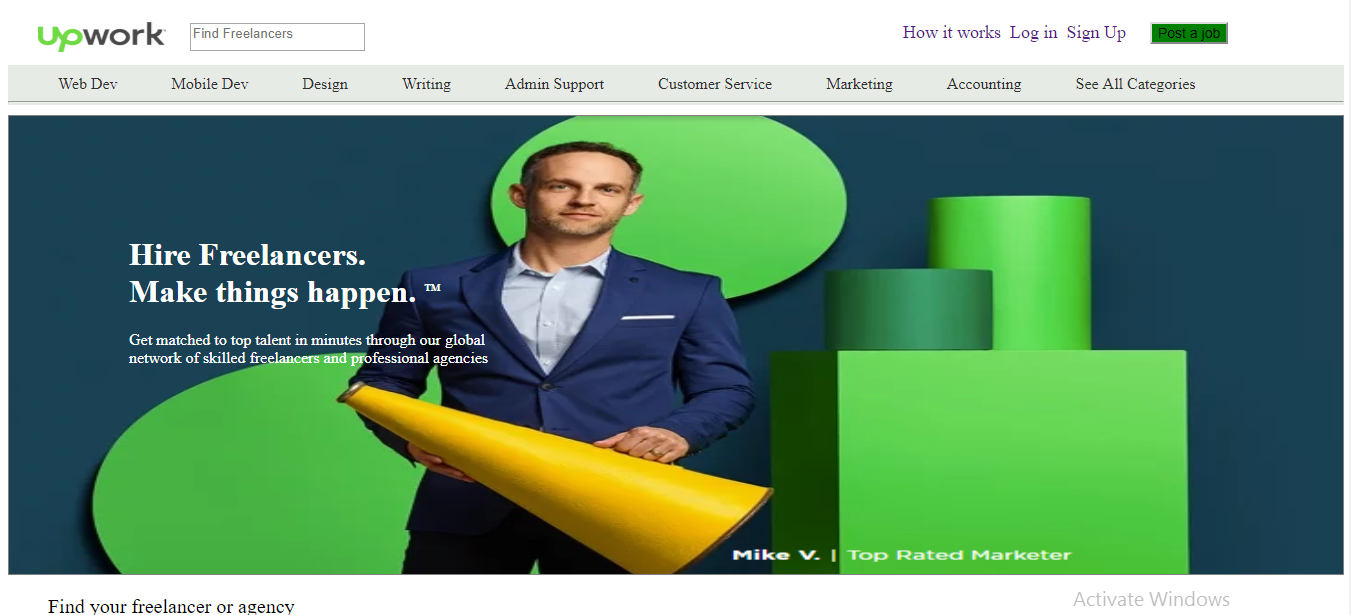 upwork
Find Freelancers
How it works Log in Sign Up Post a job
Web Dev Mobile Dev Design Writing Admin Support Customer Service Marketing Accounting See All Categories
Hire Freelancers.
Make things happen. ™
Get matched to top talent in minutes through our global
network of skilled freelancers and professional agencies
Mike V. | Top Rated Marketer
Find your freelancer or agency
Activate Windows